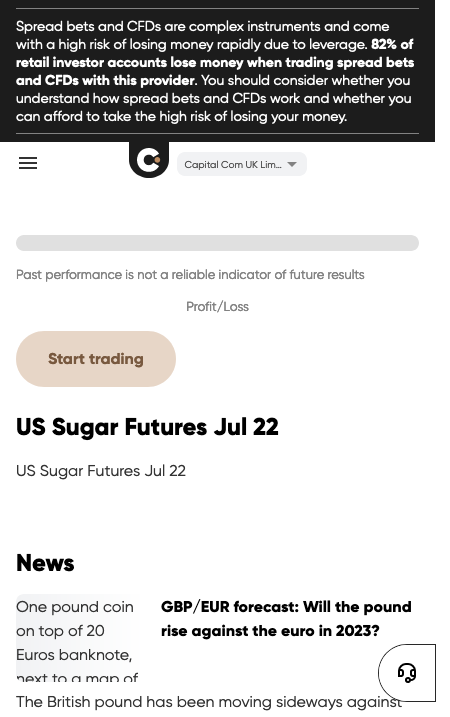 Spread bets and CFDs are complex instruments and come
with a high risk of losing money rapidly due to leverage. 82% of
retail investor accounts lose money when trading spread bets
and CFDs with this provider. You should consider whether you
understand how spread bets and CFDs work and whether you
can afford to take the high risk of losing your money.
Capital Com UK Lim...
Past performance is not a reliable indicator of future results
Profit/Loss
Start trading
US Sugar Futures Jul 22
US Sugar Futures Jul 22
News
One pound coin
on top of 20
Euros banknote,
next to a map of
GBP/EUR forecast: Will the pound
rise against the euro in 2023?
The British pound has been moving sideways against